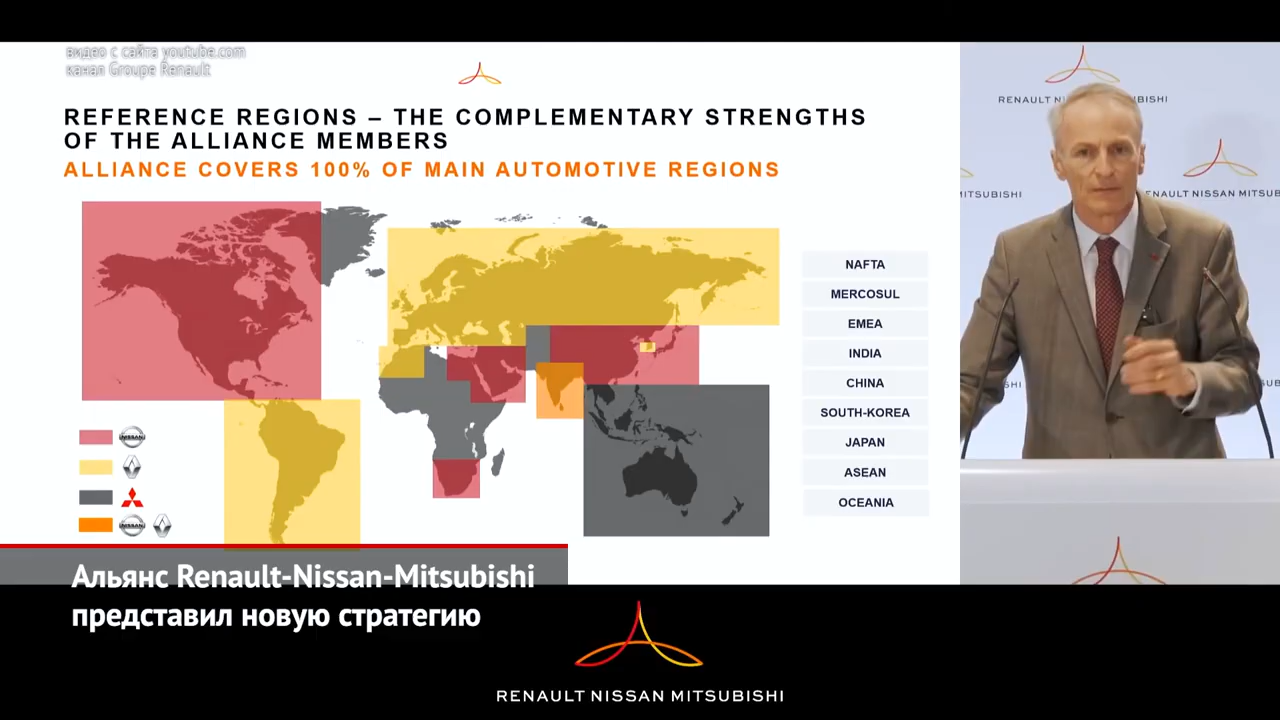 видео с сайта youtube.com
канал Groupe Renault
REFERENCE REGIONS – THE COMPLEMENTARY STRENGTHS
OF THE ALLIANCE MEMBERS
ALLIANCE COVERS 100% OF MAIN AUTOMOTIVE REGIONS
NAFTA
MERCOSUL
EMEA
INDIA
CHINA
SOUTH-KOREA
JAPAN
ASEAN
OCEANIA
NISSAN
NISSAN
RENAULT NISSAN MITSUBISHI
MITSUBISHI
RENAULT NISSAN MITSUB
Альянс Renault-Nissan-Mitsubishi
представил новую стратегию
RENAULT NISSAN MITSUBISHI